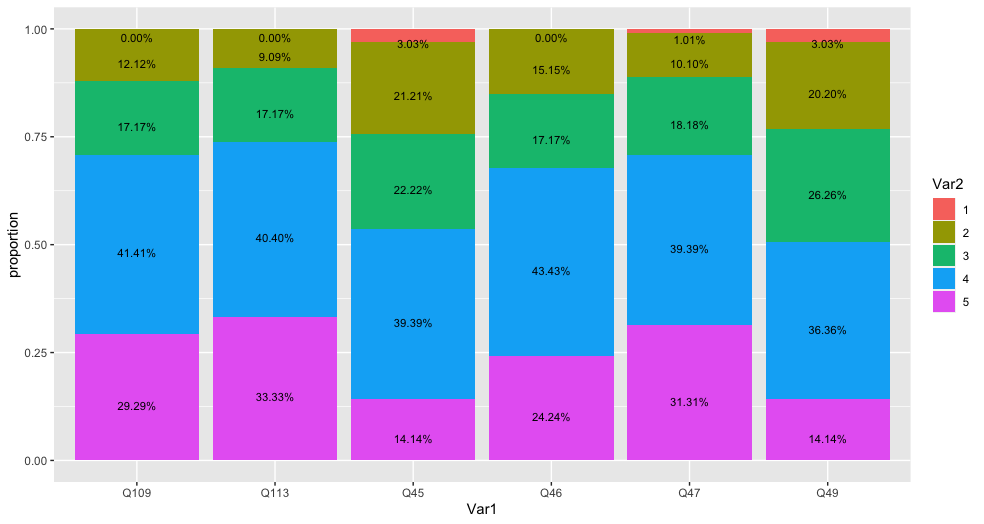 1.00
0.00% 0.00% 3.03% 0.00% 1.01% 3.03%
12.12% 9.09% 21.21% 15.15% 10.10% 20.20%
0.75
17.17% 17.17% 22.22% 17.17% 18.18% 26.26%
proportion
0.50
41.41% 40.40% 39.39% 43.43% 39.39% 36.36%
0.25
29.29% 33.33% 14.14% 24.24% 31.31% 14.14%
0.00
Q109 Q113 Q45 Q46 Q47 Q49
Var1
Var2
1
2
3
4
5